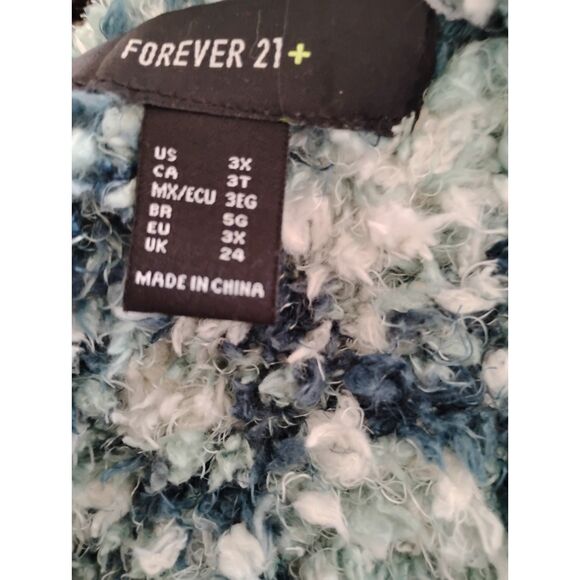 FOREVER 21+
US 3X
CA 3T
MX/ECU 3EG
BR 5G
EU 3X
UK 24
MADE IN CHINA